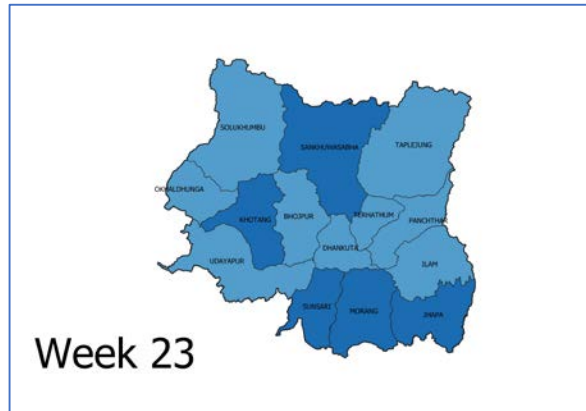 SOLUKHUMBU
SANKHUWASABHA
TAPLEJUNG
OKHALDHUNGA
KHOTANG
BHOJPUR
TERHATHUM
PANCHTHAR
DHANKUTA
UDAYAPUR
ILAM
SUNSARI
MORANG
JHAPA
Week 23